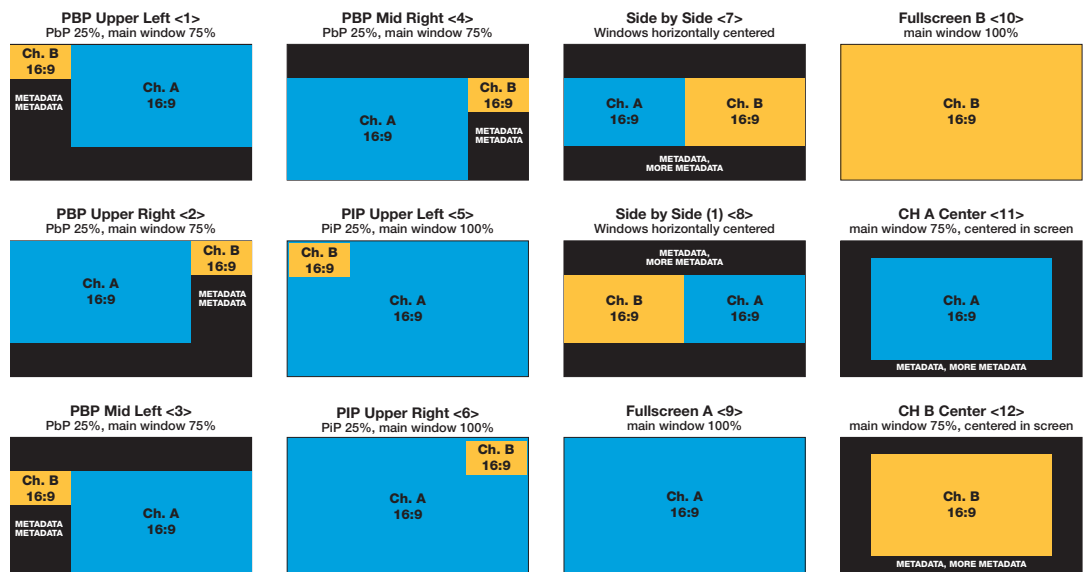 PBP Upper Left <1>
PbP 25%, main window 75%
Ch. B
16:9
METADATA
METADATA
Ch. A
16:9
PBP Mid Right <4>
PbP 25%, main window 75%
Ch. A
16:9
Ch. B
16:9
METADATA
METADATA
Side by Side <7>
Windows horizontally centered
Ch. A
16:9
Ch. B
16:9
METADATA,
MORE METADATA
Fullscreen B <10>
main window 100%
Ch. B
16:9
PBP Upper Right <2>
PbP 25%, main window 75%
Ch. A
16:9
Ch. B
16:9
METADATA
METADATA
PIP Upper Left <5>
PiP 25%, main window 100%
Ch. B
16:9
Ch. A
16:9
Side by Side (1) <8>
Windows horizontally centered
METADATA,
MORE METADATA
Ch. B
16:9
Ch. A
16:9
CH A Center <11>
main window 75%, centered in screen
Ch. A
16:9
METADATA, MORE METADATA
PBP Mid Left <3>
PbP 25%, main window 75%
Ch. B
16:9
METADATA
METADATA
Ch. A
16:9
PIP Upper Right <6>
PiP 25%, main window 100%
Ch. B
16:9
Ch. A
16:9
Fullscreen A <9>
main window 100%
Ch. A
16:9
CH B Center <12>
main window 75%, centered in screen
Ch. B
16:9
METADATA, MORE METADATA